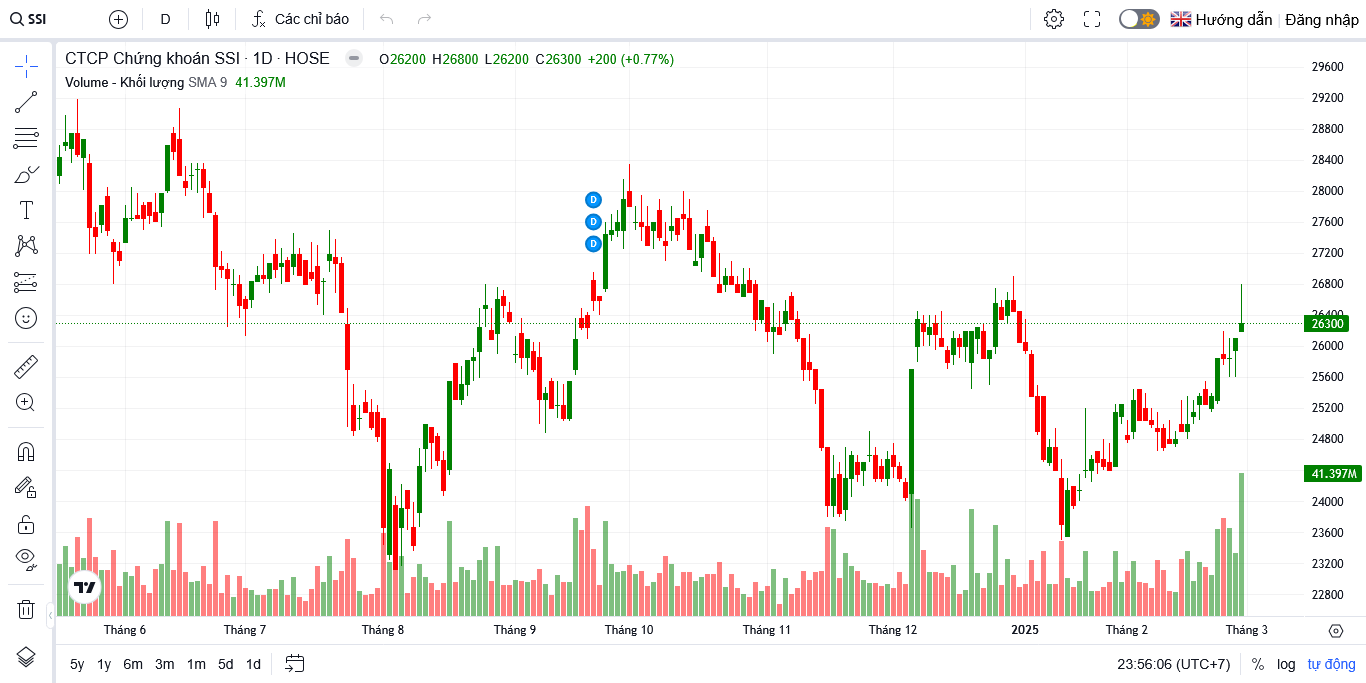 SSI D Các chỉ báo Hướng dẫn Đăng nhập
CTCP Chứng khoán SSI · 1D · HOSE O26200 H26800 L26200 C26300 +200 (+0.77%)
Volume - Khối lượng SMA 9 41.397M
29600
29200
28800
28400
28000
D
27600
D
D
27200
26800
26400
26300
26000
25600
25200
24800
41.397M
24000
23600
23200
22800
Tháng 6 Tháng 7 Tháng 8 Tháng 9 Tháng 10 Tháng 11 Tháng 12 2025 Tháng 2 Tháng 3
5y 1y 6m 3m 1m 5d 1d 23:56:06 (UTC+7) % log tự động